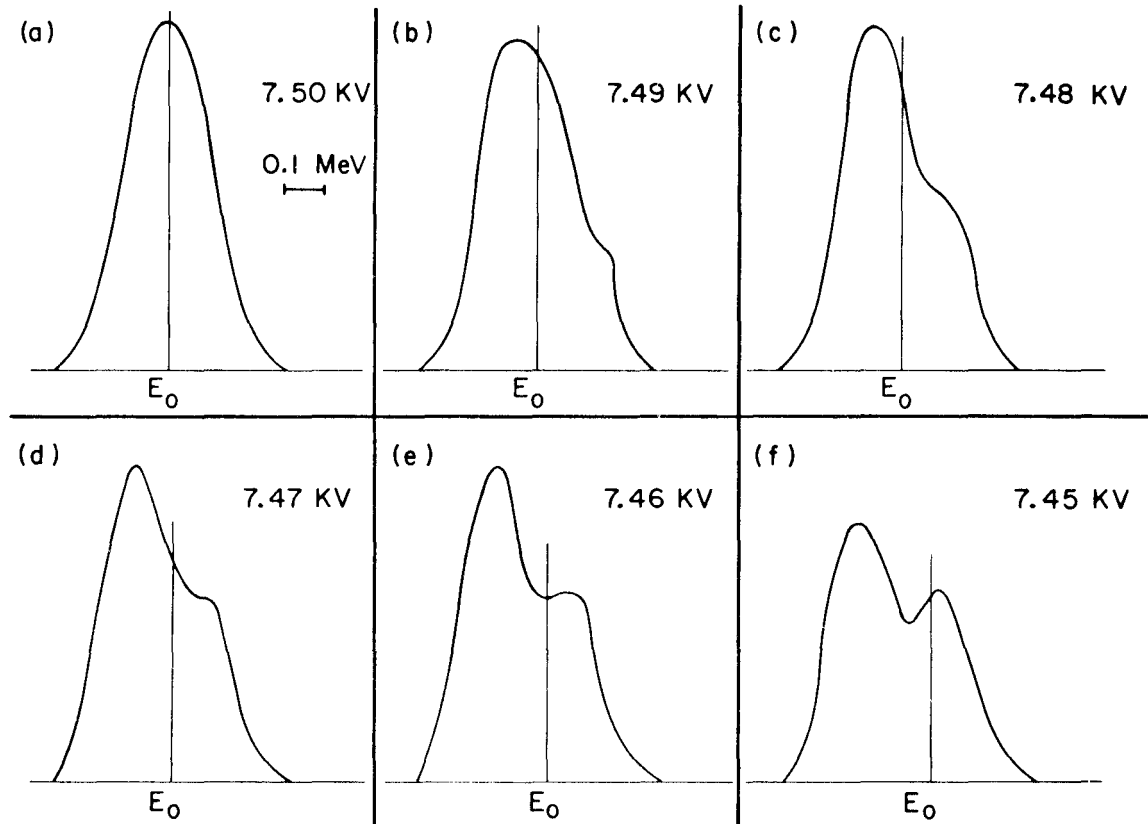 (a)
7.50 KV
0.1 MeV
E₀
(b)
7.49 KV
E₀
(c)
7.48 KV
E₀
(d)
7.47 KV
E₀
(e)
7.46 KV
E₀
(f)
7.45 KV
E₀